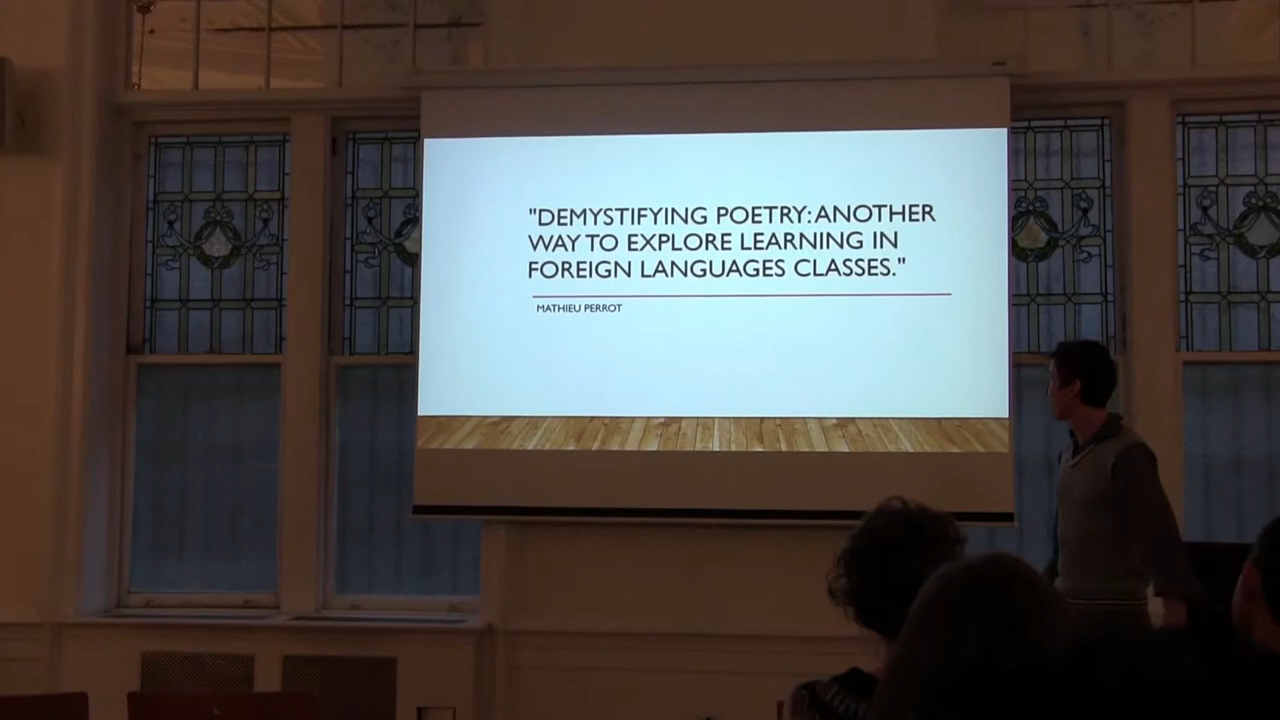 "DEMYSTIFYING POETRY: ANOTHER
WAY TO EXPLORE LEARNING IN
FOREIGN LANGUAGES CLASSES."
MATHIEU PERROT